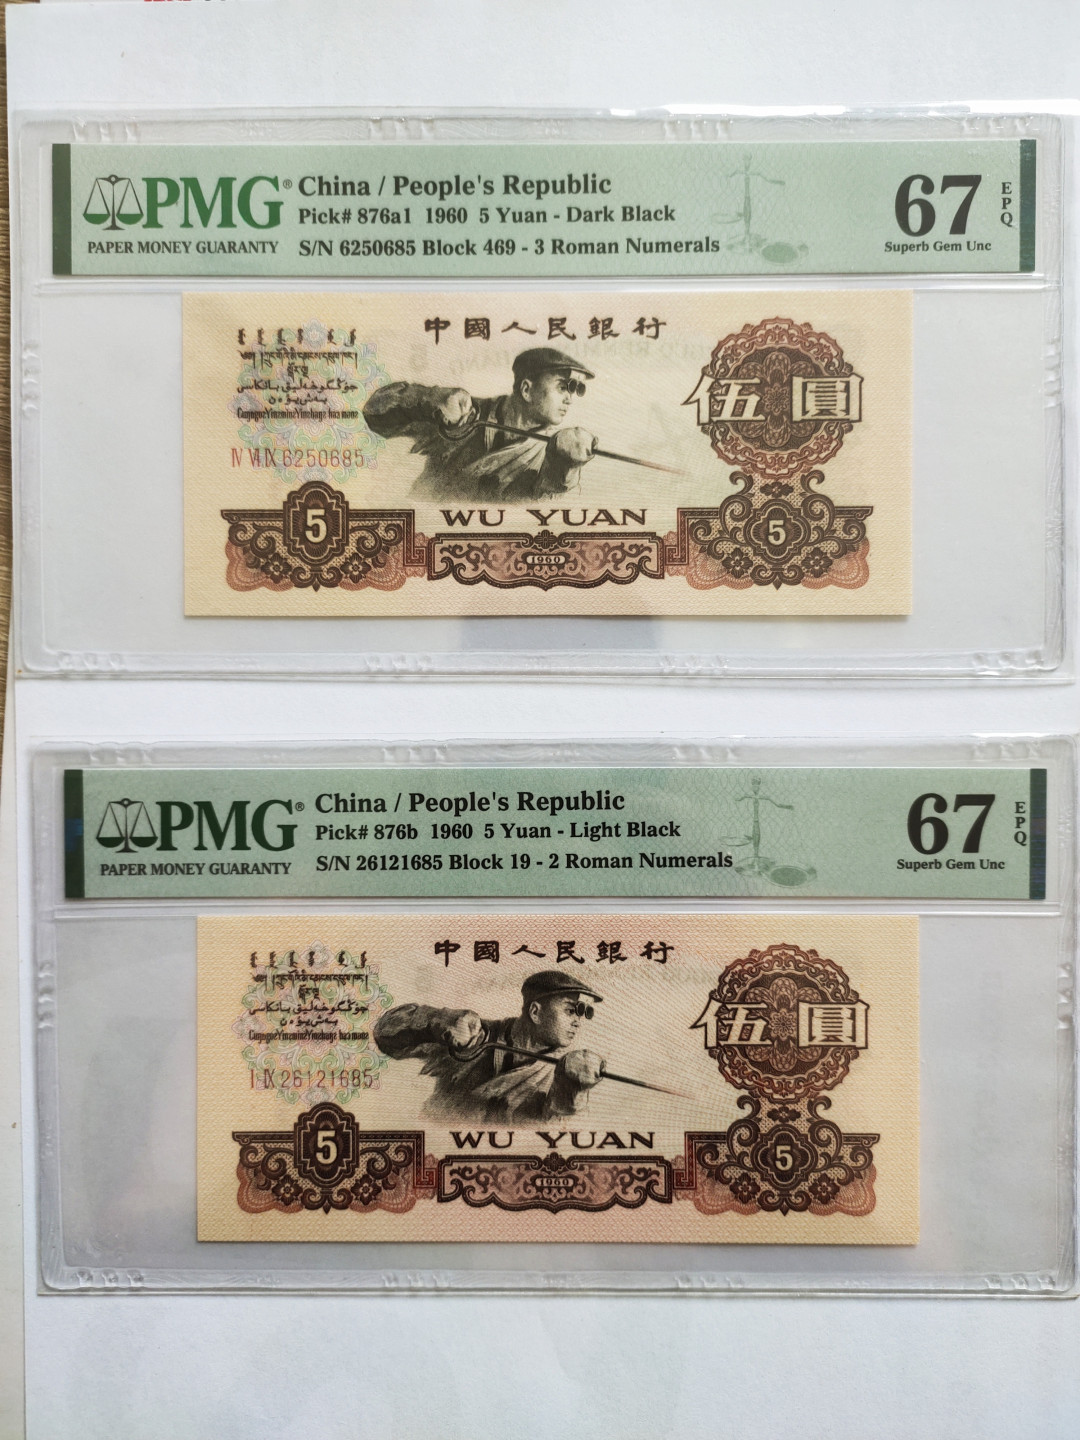 PMG®
PAPER MONEY GUARANTY
China / People's Republic
Pick# 876a1 1960 5 Yuan - Dark Black
S/N 6250685 Block 469 - 3 Roman Numerals
67
EPQ
Superb Gem Unc
中國人民銀行
伍圓
IV VI IX 6250685
WU YUAN
5
1960
5
PMG®
PAPER MONEY GUARANTY
China / People's Republic
Pick# 876b 1960 5 Yuan - Light Black
S/N 26121685 Block 19 - 2 Roman Numerals
67
EPQ
Superb Gem Unc
中國人民銀行
伍圓
I IX 26121685
WU YUAN
5
1960
5